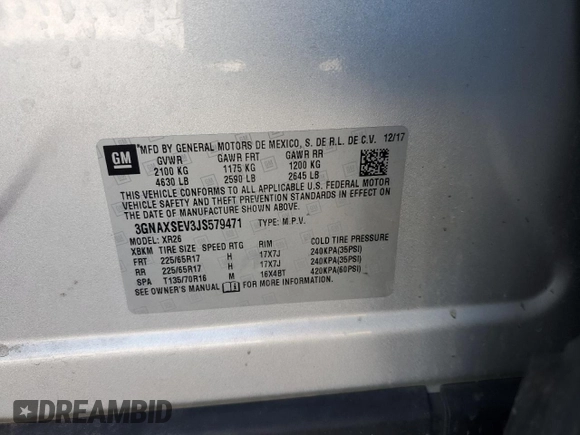 GM
*MFD BY GENERAL MOTORS DE MEXICO, S. DE R.L. DE C.V. 12/17
GVWR GAWR FRT GAWR RR
2100 KG 1175 KG 1200 KG
4630 LB 2590 LB 2645 LB
THIS VEHICLE CONFORMS TO ALL APPLICABLE U.S. FEDERAL MOTOR
VEHICLE SAFETY AND THEFT PREVENTION STANDARDS IN EFFECT ON
THE DATE OF MANUFACTURE SHOWN ABOVE.
3GNAXSEV3JS579471 TYPE: M.P.V.
MODEL: XR26
XBKM TIRE SIZE SPEED RTG RIM COLD TIRE PRESSURE
FRT 225/65R17 H 17X7J 240KPA(35PSI)
RR 225/65R17 H 17X7J 240KPA(35PSI)
SPA T135/70R16 M 16X4BT 420KPA(60PSI)
SEE OWNER'S MANUAL FOR MORE INFORMATION.
DREAMBID